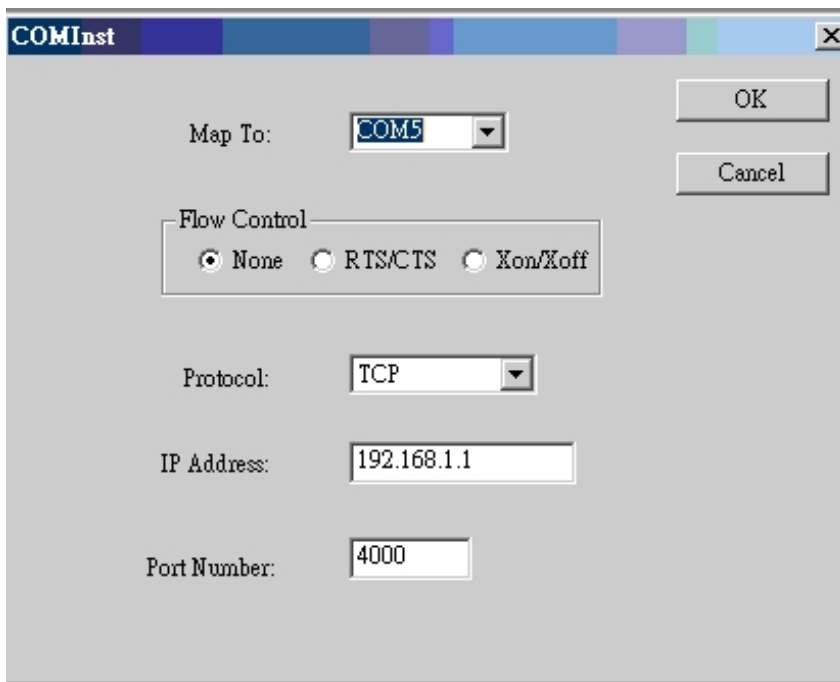 COMInst
OK
Map To: COM5
Cancel
Flow Control
None RTS/CTS Xon/Xoff
Protocol: TCP
IP Address: 192.168.1.1
Port Number: 4000